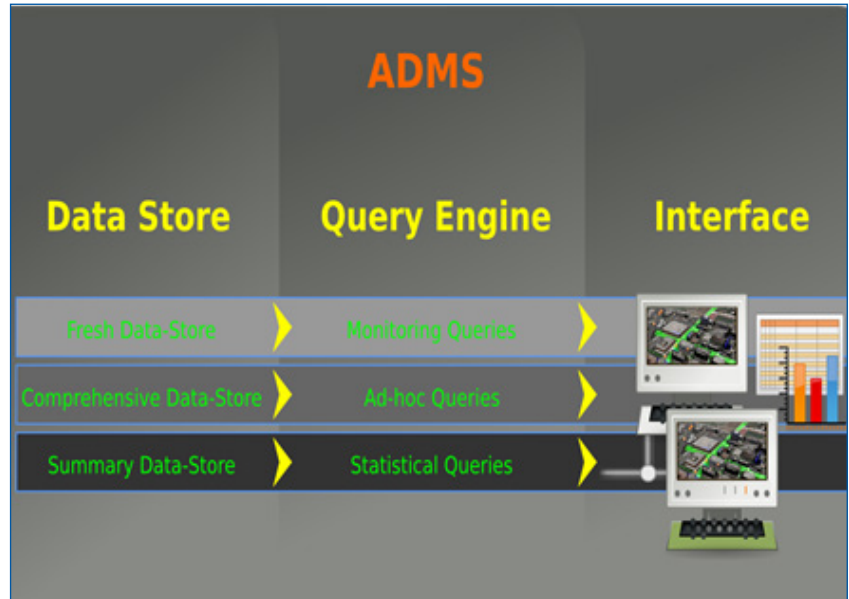 ADMS
Data Store
Query Engine
Interface
Fresh Data-Store
Monitoring Queries
Comprehensive Data-Store
Ad-hoc Queries
Summary Data-Store
Statistical Queries